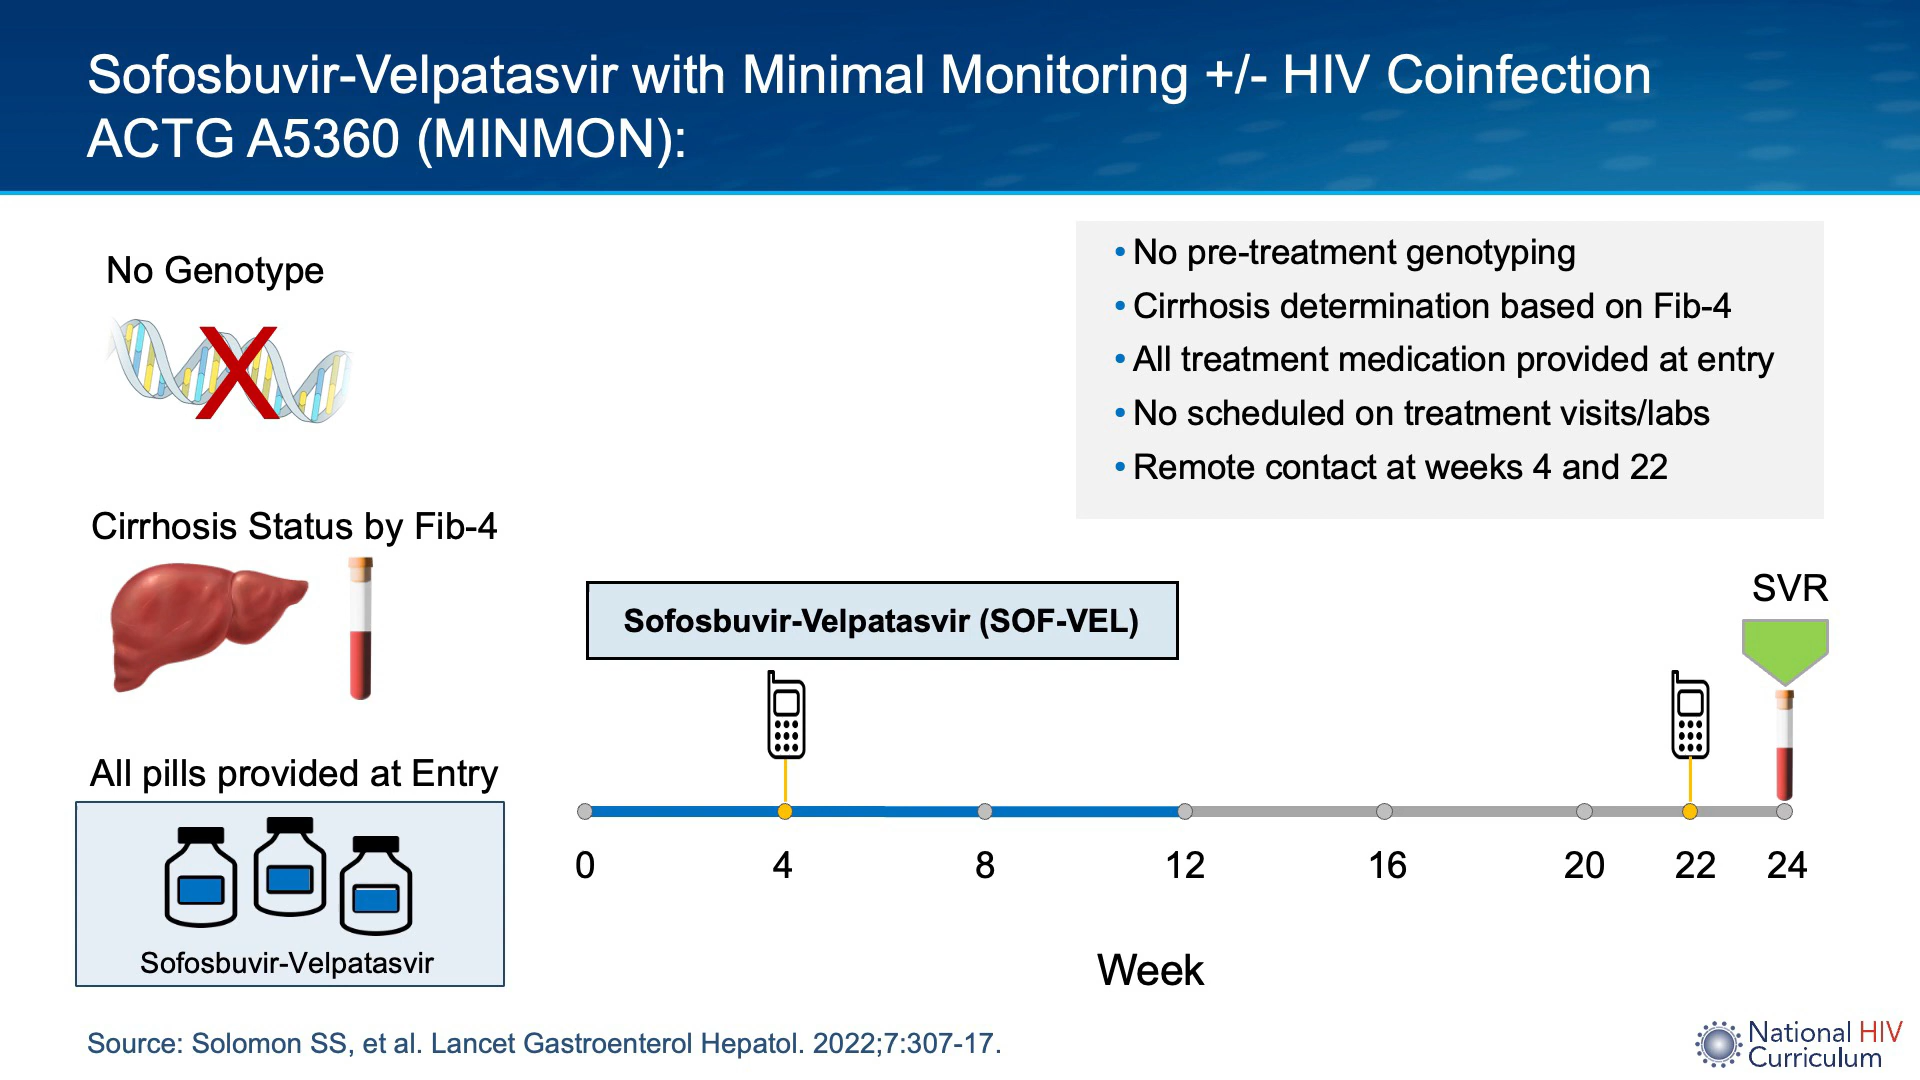 Sofosbuvir-Velpatasvir with Minimal Monitoring +/- HIV Coinfection
ACTG A5360 (MINMON):
No Genotype
X
• No pre-treatment genotyping
• Cirrhosis determination based on Fib-4
• All treatment medication provided at entry
• No scheduled on treatment visits/labs
• Remote contact at weeks 4 and 22
Cirrhosis Status by Fib-4
Sofosbuvir-Velpatasvir (SOF-VEL)
SVR
All pills provided at Entry
Sofosbuvir-Velpatasvir
0 4 8 12 16 20 22 24
Week
Source: Solomon SS, et al. Lancet Gastroenterol Hepatol. 2022;7:307-17.
National HIV
Curriculum